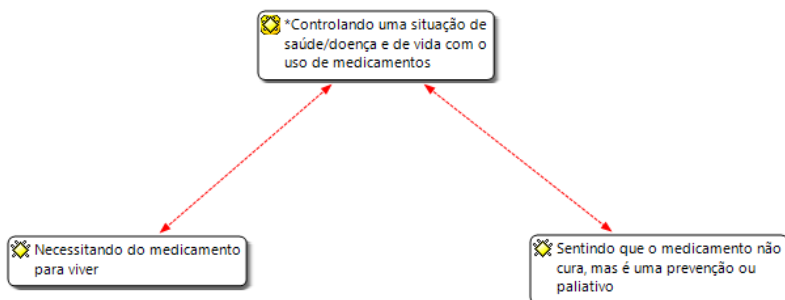 *Controlando uma situação de
saúde/doença e de vida com o
uso de medicamentos
Necessitando do medicamento
para viver
Sentindo que o medicamento não
cura, mas é uma prevenção ou
paliativo